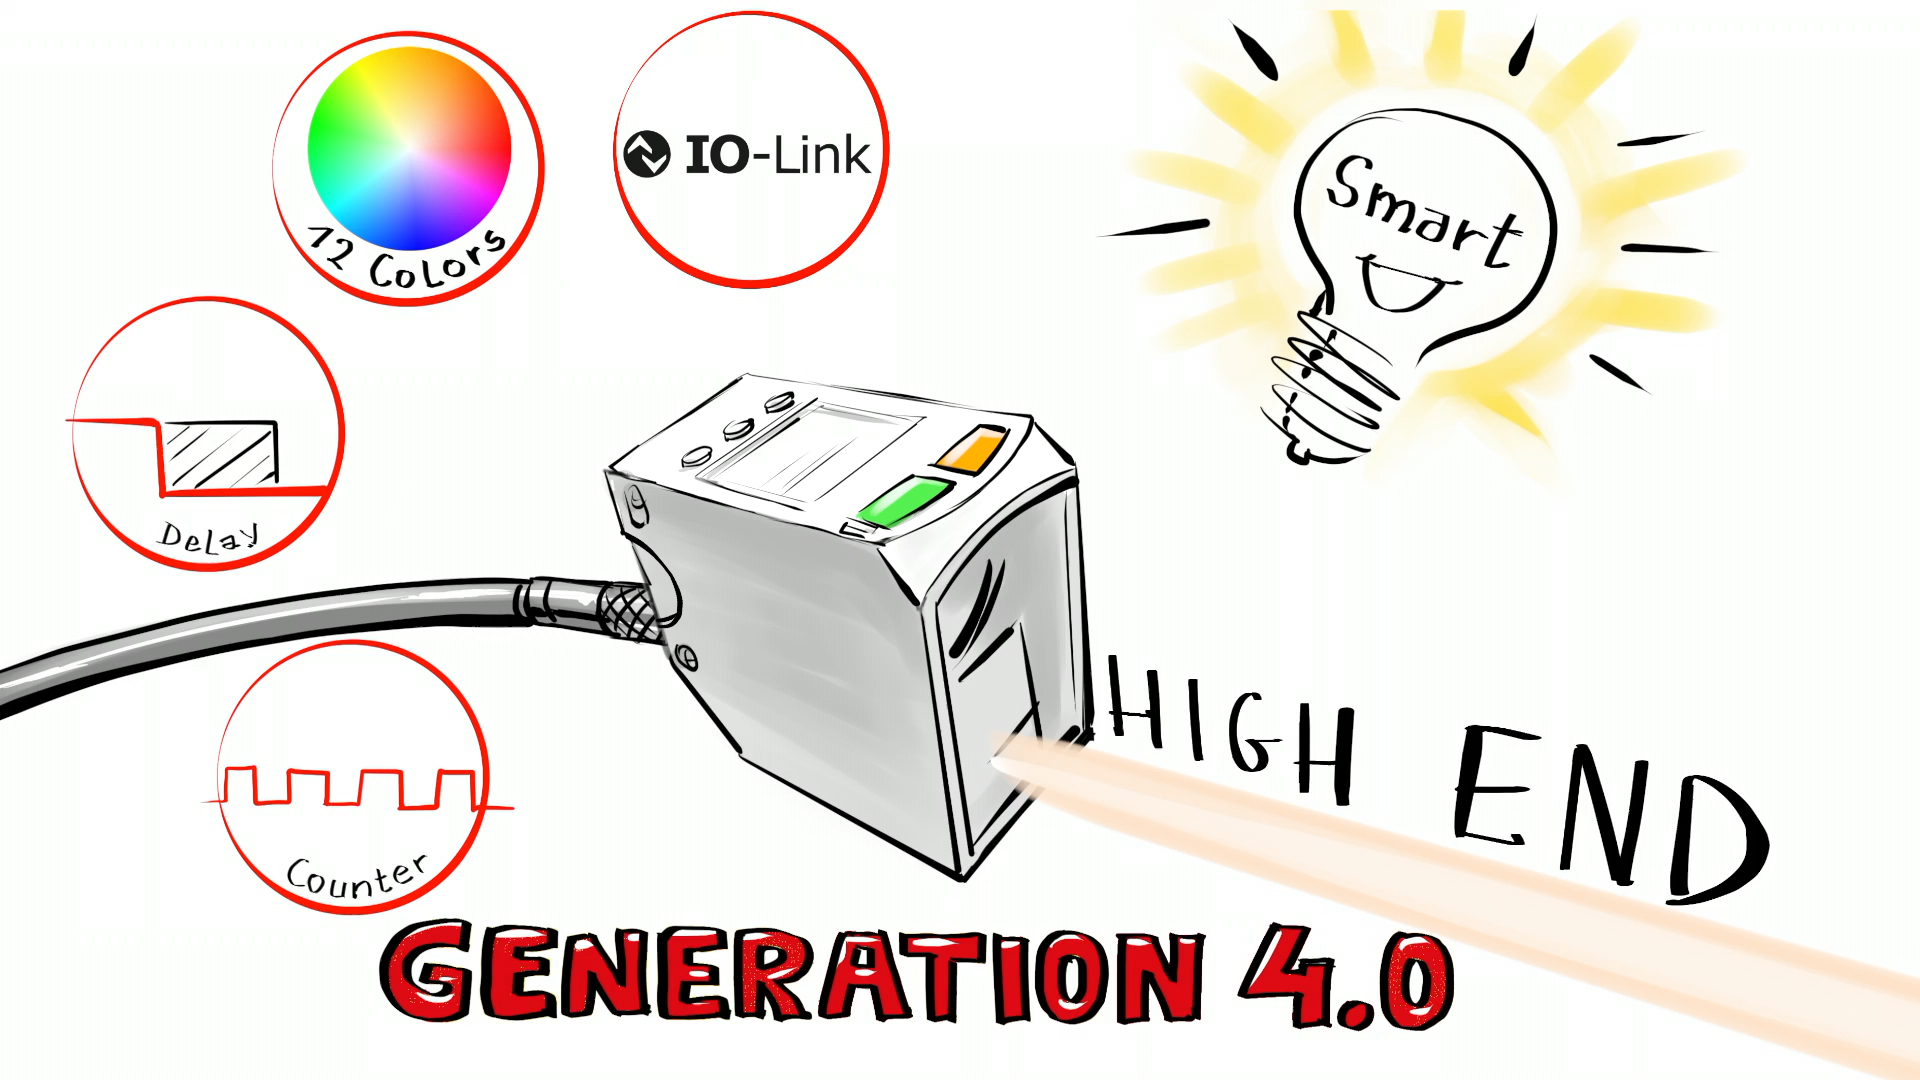 12 Colors
IO-Link
Smart
Delay
Counter
HIGH END
GENERATION 4.0